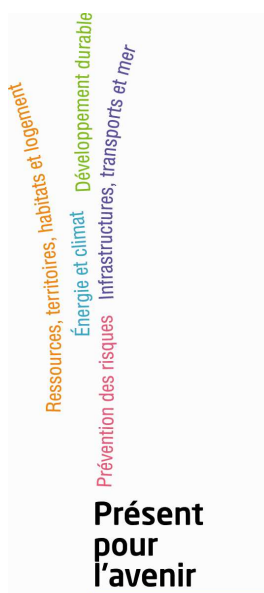 Ressources, territoires, habitats et logement
Énergie et climat Développement durable
Prévention des risques Infrastructures, transports et mer
Présent
pour
l'avenir